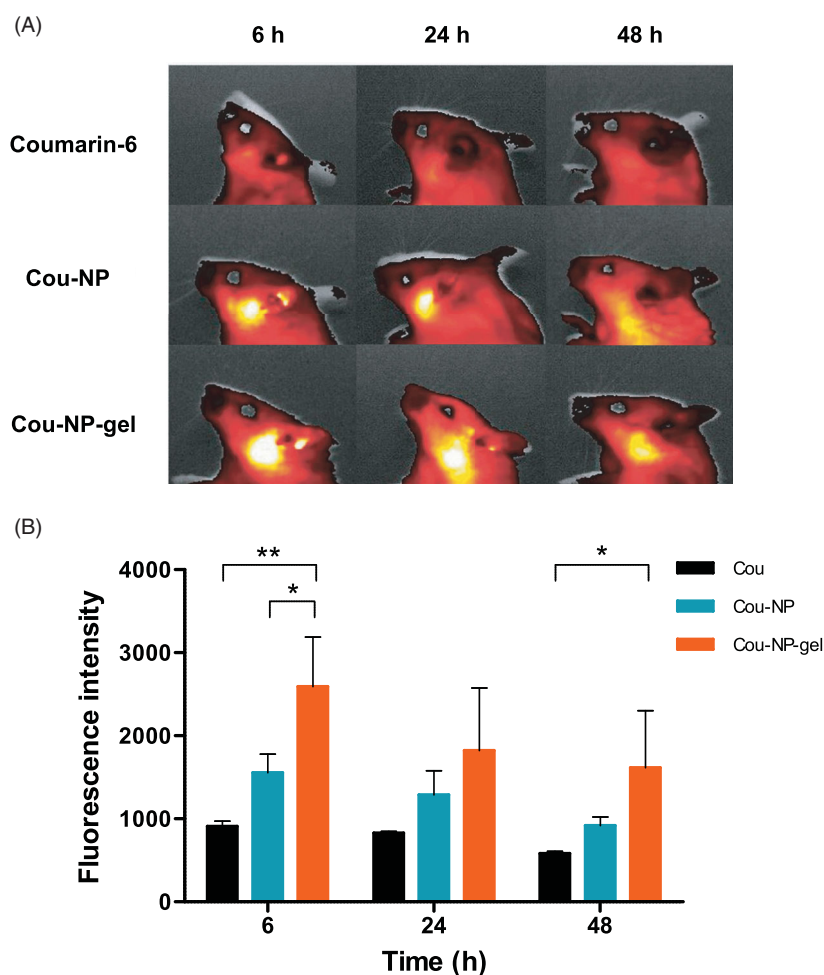 (A)
6 h 24 h 48 h
Coumarin-6
Cou-NP
Cou-NP-gel
(B)
Fluorescence intensity
4000
3000
2000
1000
0
** * *
Cou
Cou-NP
Cou-NP-gel
6 24 48
Time (h)